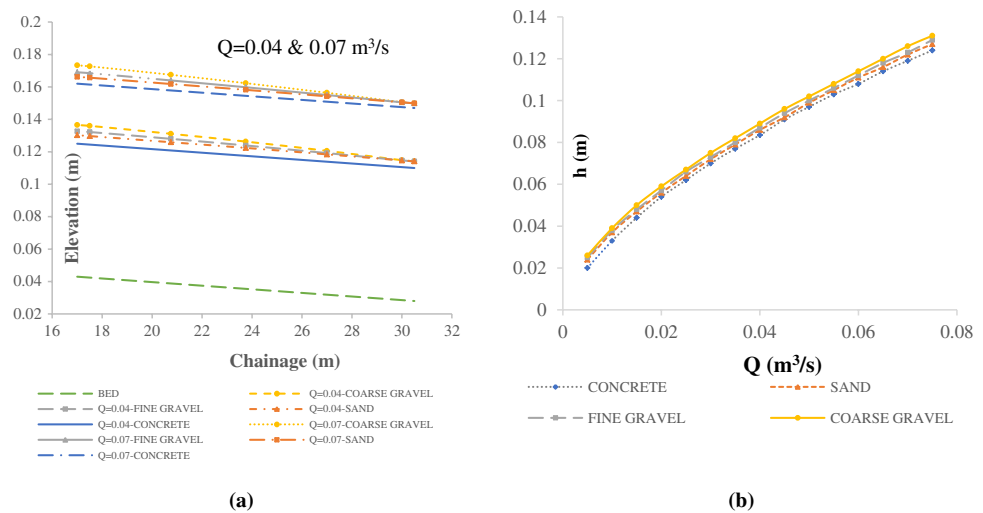 Q=0.04 & 0.07 m³/s
0.2
0.18
0.16
0.14
0.12
0.1
0.08
0.06
0.04
0.02
Elevation (m)
16 18 20 22 24 26 28 30 32
Chainage (m)
BED
Q=0.04-COARSE GRAVEL
Q=0.04-FINE GRAVEL
Q=0.04-SAND
Q=0.04-CONCRETE
Q=0.07-COARSE GRAVEL
Q=0.07-FINE GRAVEL
Q=0.07-SAND
Q=0.07-CONCRETE
(a)
b)
0.14
0.12
0.1
0.08
0.06
0.04
0.02
0
h (m)
0 0.02 0.04 0.06 0.08
Q (m³/s)
CONCRETE
SAND
FINE GRAVEL
COARSE GRAVEL
(b)